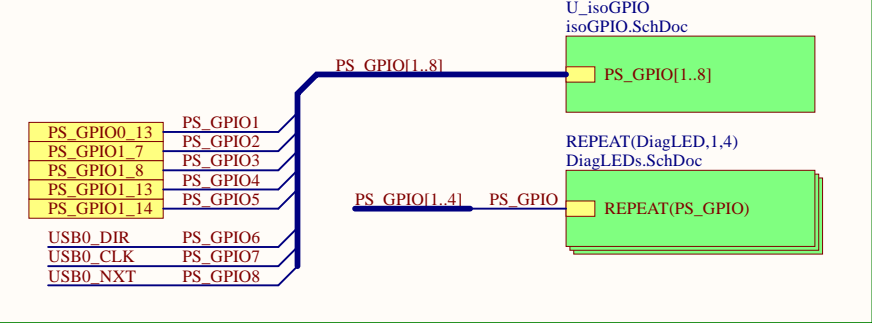 U_isoGPIO
isoGPIO.SchDoc
PS_GPIO[1..8]
PS_GPIO[1..8]
PS_GPIO0_13 PS_GPIO1
PS_GPIO1_7 PS_GPIO2
PS_GPIO1_8 PS_GPIO3
PS_GPIO1_13 PS_GPIO4
PS_GPIO1_14 PS_GPIO5
REPEAT(DiagLED,1,4)
DiagLEDs.SchDoc
PS_GPIO[1..4] PS_GPIO
REPEAT(PS_GPIO)
USB0_DIR PS_GPIO6
USB0_CLK PS_GPIO7
USB0_NXT PS_GPIO8